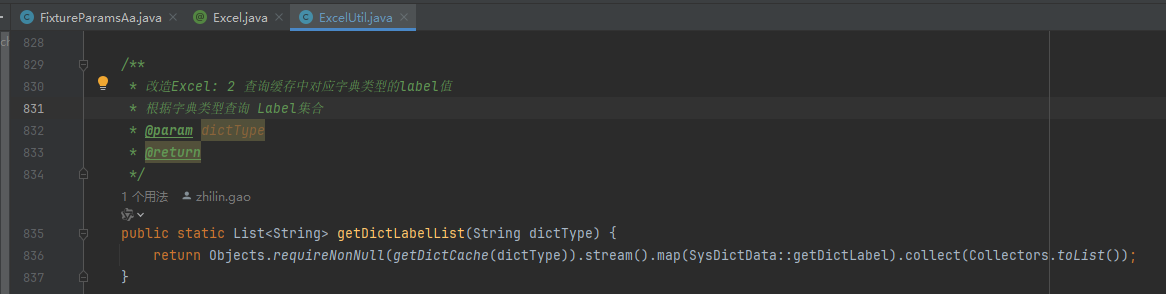 FixtureParamsAa.java
Excel.java
ExcelUtil.java
828
829 /**
830 * 改造Excel: 2 查询缓存中对应字典类型的label值
831 * 根据字典类型查询 Label集合
832 * @param dictType
833 * @return
834 */
1 个用法 zhilin.gao
835 public static List<String> getDictLabelList(String dictType) {
836 return Objects.requireNonNull(getDictCache(dictType)).stream().map(SysDictData::getDictLabel).collect(Collectors.toList());
837 }